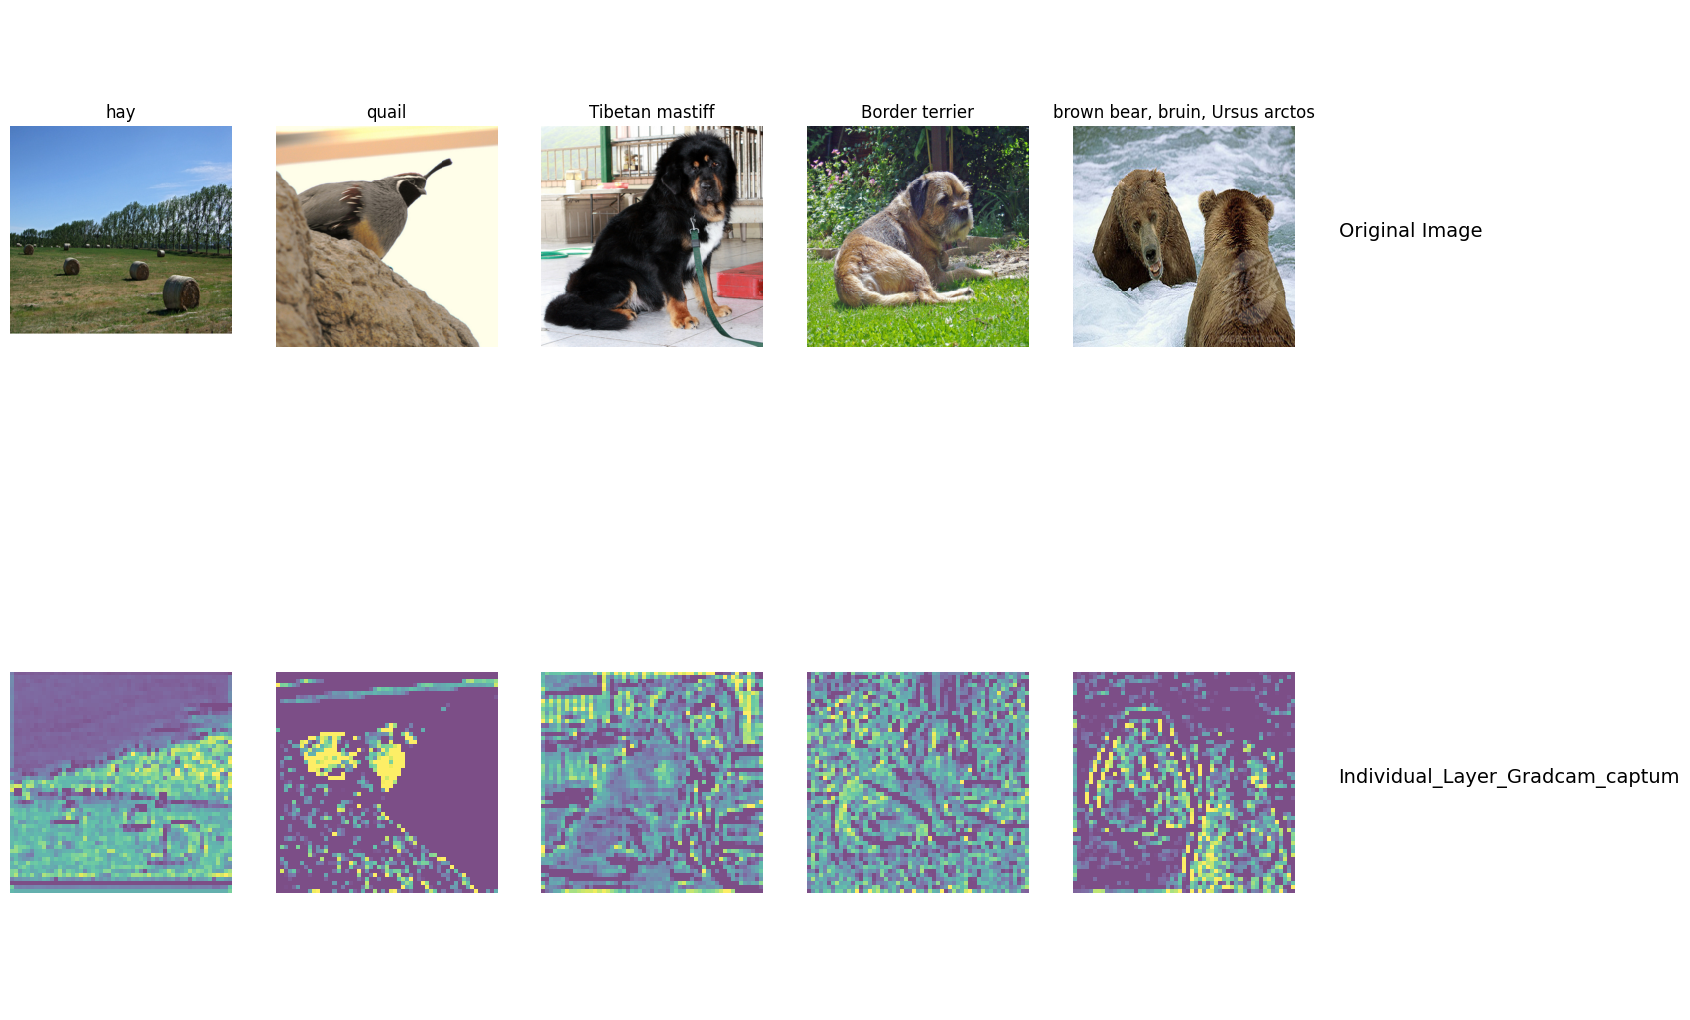 hay
quail
Tibetan mastiff
Border terrier
brown bear, bruin, Ursus arctos
Original Image
Individual_Layer_Gradcam_captum